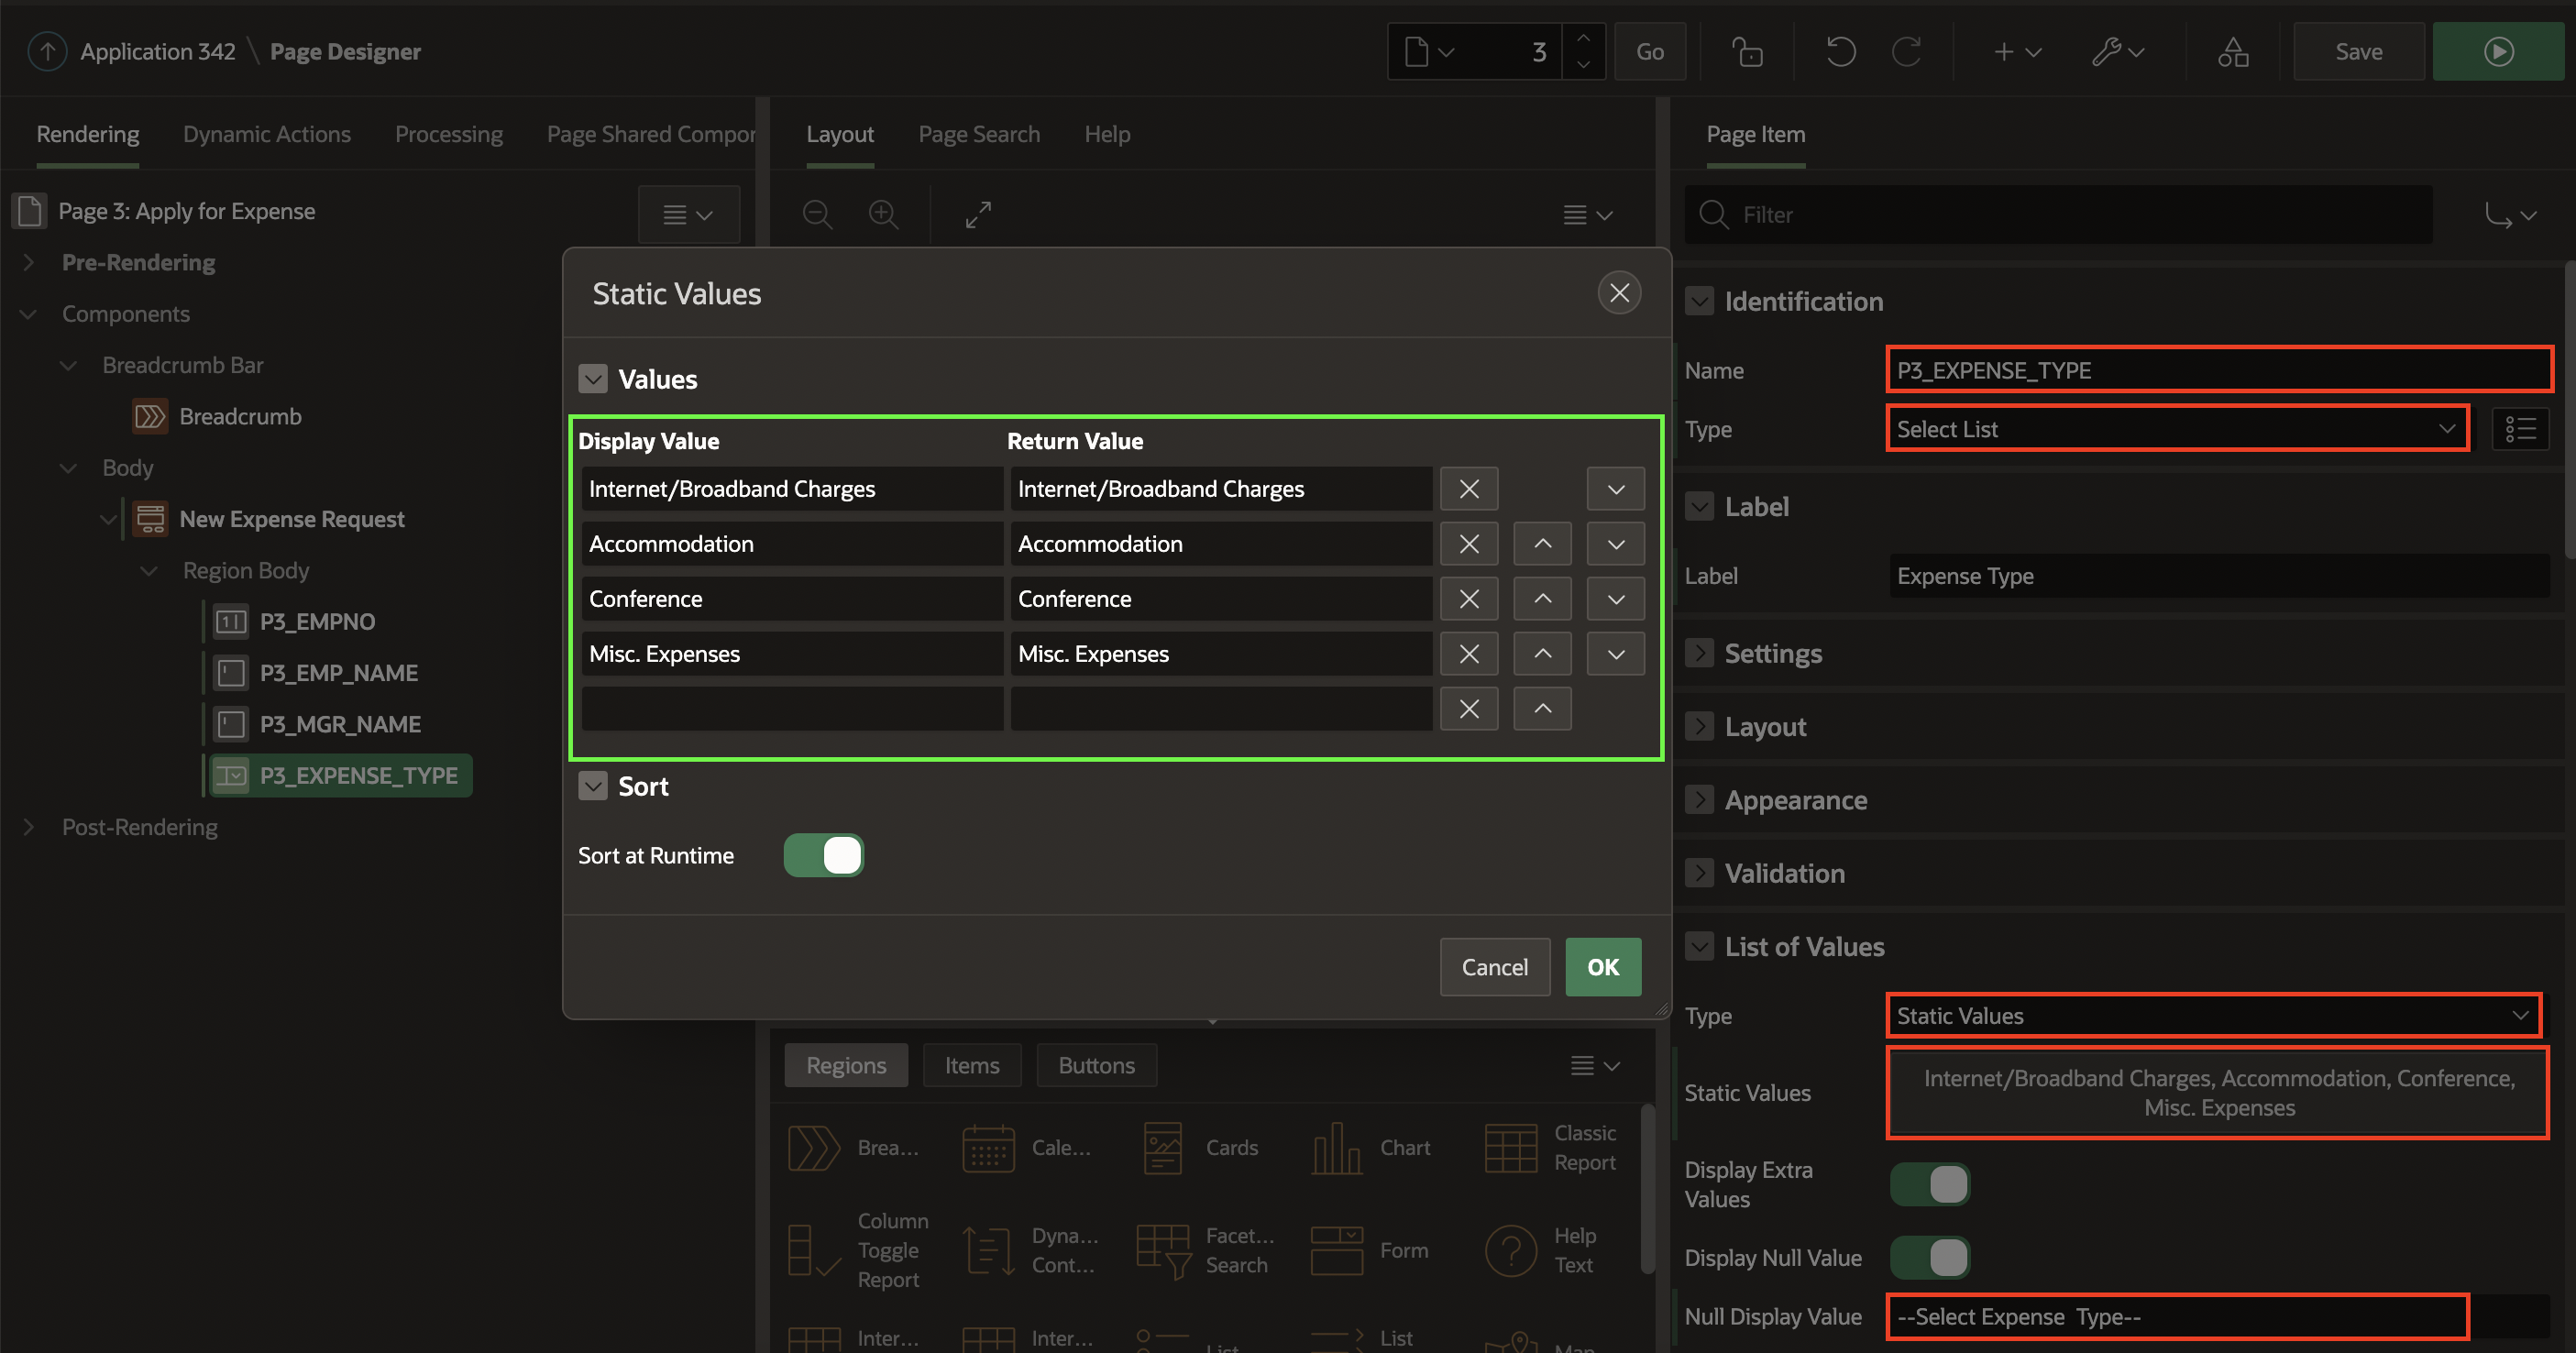 Application 342 \ Page Designer
3
Go
Save
Rendering
Dynamic Actions
Processing
Page Shared Compor
Page 3: Apply for Expense
Pre-Rendering
Components
Breadcrumb Bar
Breadcrumb
Body
New Expense Request
Region Body
P3_EMPNO
P3_EMP_NAME
P3_MGR_NAME
P3_EXPENSE_TYPE
Post-Rendering
Layout
Page Search
Help
Static Values
Values
Display Value Return Value
Internet/Broadband Charges Internet/Broadband Charges
Accommodation Accommodation
Conference Conference
Misc. Expenses Misc. Expenses
Sort
Sort at Runtime
Cancel
OK
Regions
Items
Buttons
Brea...
Cale...
Cards
Chart
Classic
Report
Column
Toggle
Report
Dyna...
Cont...
Facet...
Search
Form
Help
Text
Inter...
Inter...
List
List
Map
Page Item
Filter
Identification
Name P3_EXPENSE_TYPE
Type Select List
Label
Label Expense Type
Settings
Layout
Appearance
Validation
List of Values
Type Static Values
Static Values
Internet/Broadband Charges, Accommodation, Conference,
Misc. Expenses
Display Extra
Values
Display Null Value
Null Display Value --Select Expense  Type--